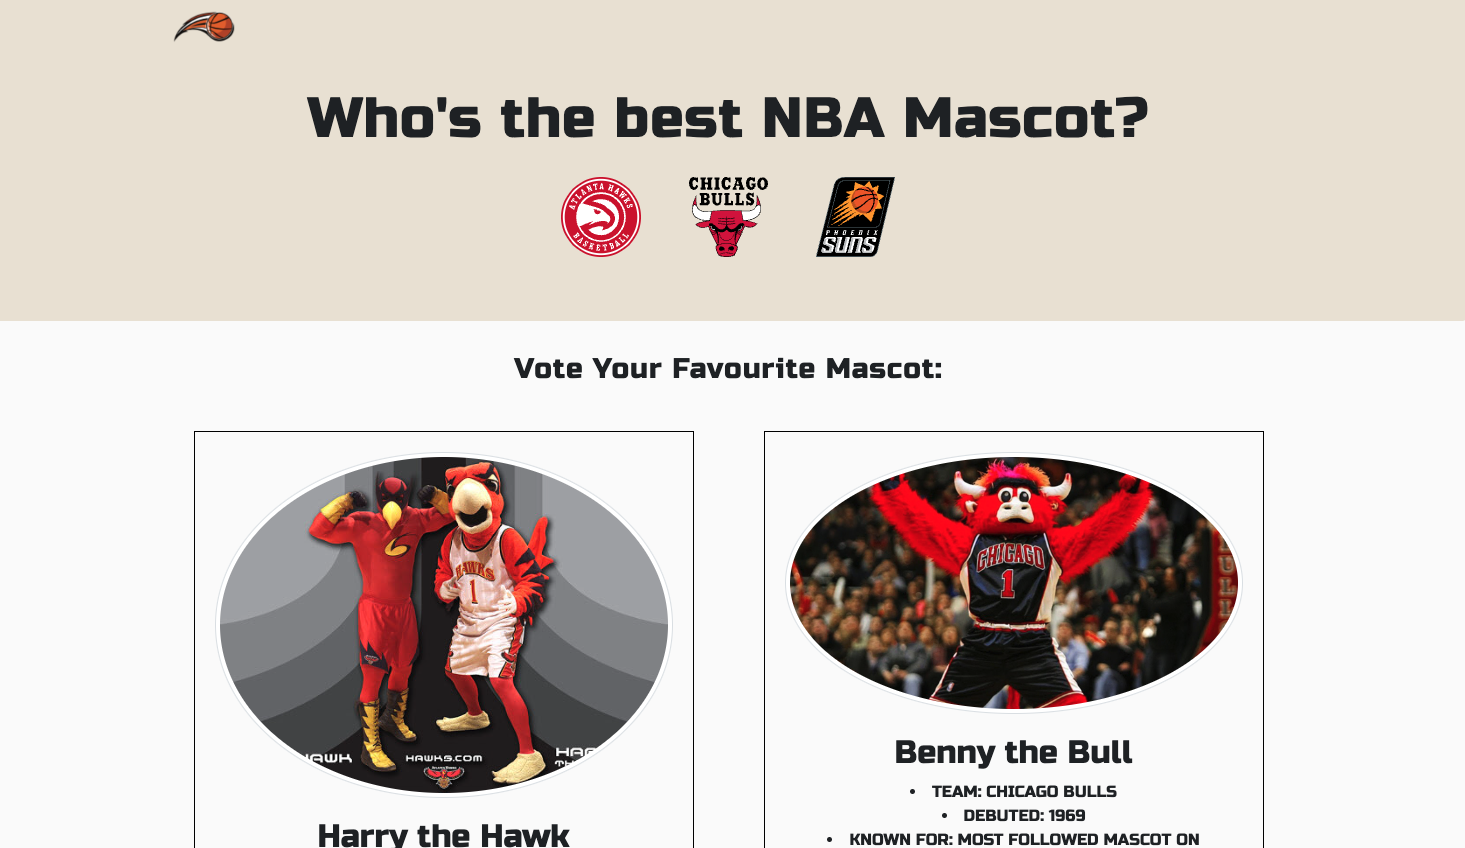 Who's the best NBA Mascot?
ATLANTA HAWKS
BASKETBALL
CHICAGO
BULLS
PHOENIX
SUNS
Vote Your Favourite Mascot:
HAWKS
1
HAWK
HAWKS.COM
CHICAGO
1
Harry the Hawk
Benny the Bull
• TEAM: CHICAGO BULLS
• DEBUTED: 1969
• KNOWN FOR: MOST FOLLOWED MASCOT ON